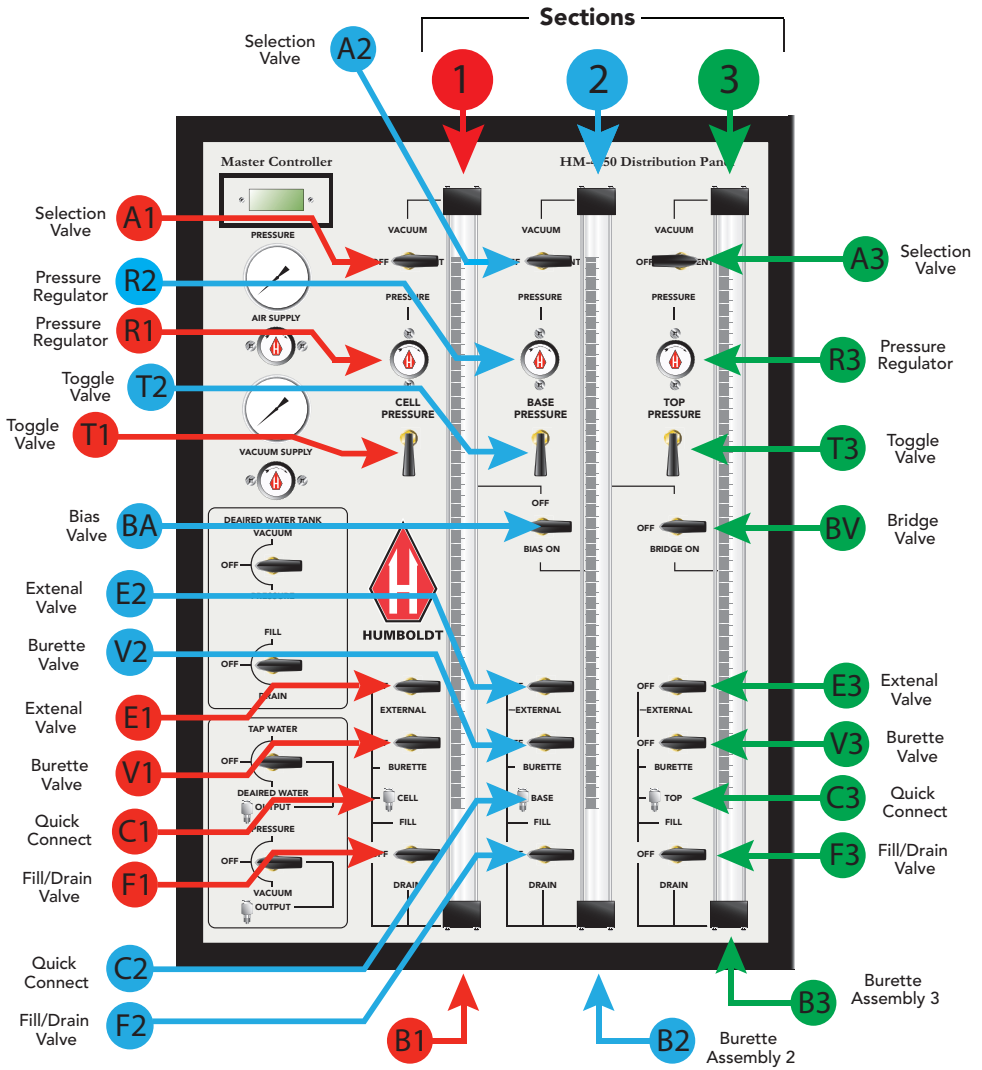 Sections
Selection
Valve
A2
1
2
3
Master Controller
HM-4150 Distribution Panel
Selection
Valve
A1
PRESSURE
VACUUM
VACUUM
VACUUM
OFF
OFF
A3
Selection
Valve
Pressure
Regulator
R2
PRESSURE
PRESSURE
PRESSURE
Pressure
Regulator
R1
AIR SUPPLY
R3
Pressure
Regulator
Toggle
Valve
T2
CELL
PRESSURE
BASE
PRESSURE
TOP
PRESSURE
Toggle
Valve
T1
VACUUM SUPPLY
T3
Toggle
Valve
OFF
Bias
Valve
BA
DEAIRED WATER TANK
VACUUM
OFF
BIAS ON
OFF
BRIDGE ON
BV
Bridge
Valve
PRESSURE
H
HUMBOLDT
Extenal
Valve
E2
Burette
Valve
V2
FILL
OFF
DRAIN
Extenal
Valve
E1
EXTERNAL
EXTERNAL
OFF
EXTERNAL
E3
Extenal
Valve
Burette
Valve
V1
TAP WATER
OFF
DEAIRED WATER
OUTPUT
OFF
BURETTE
BURETTE
OFF
BURETTE
V3
Burette
Valve
Quick
Connect
C1
CELL
BASE
TOP
C3
Quick
Connect
FILL
FILL
FILL
Fill/Drain
Valve
F1
PRESSURE
OFF
VACUUM
OUTPUT
OFF
DRAIN
DRAIN
OFF
DRAIN
F3
Fill/Drain
Valve
Quick
Connect
C2
Fill/Drain
Valve
F2
B1
B2
Burette
Assembly 2
B3
Burette
Assembly 3